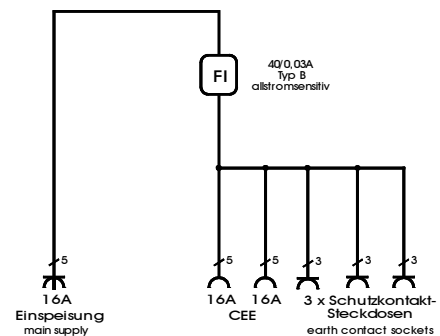 FI
40/0,03A
Typ B
allstromsensitiv
5
5
5
3
3
3
16A
Einspeisung
main supply
16A
16A
CEE
3 x Schutzkontakt-
Steckdosen
earth contact sockets